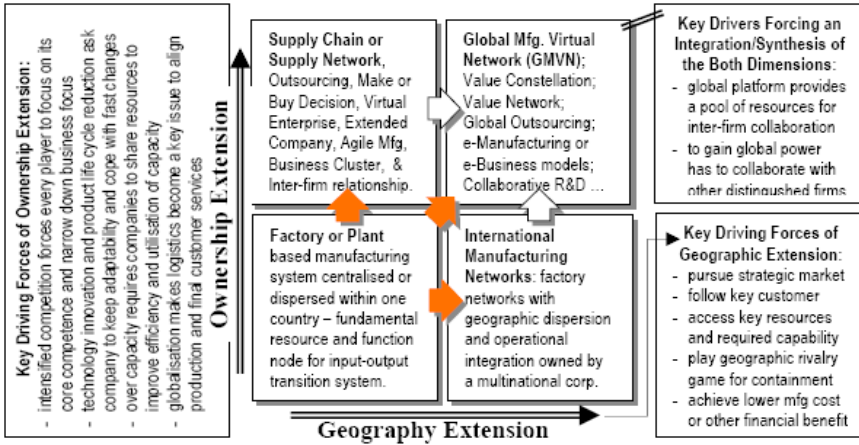 Key Driving Forces of Ownership Extension:
- intensified competition forces every player to focus on its
core competence and narrow down business focus
- technology innovation and product life cycle reduction ask
company to keep adaptability and cope with fast changes
- over capacity requires companies to share resources to
improve efficiency and utilisation of capacity
- globalisation makes logistics become a key issue to align
production and final customer services
Ownership Extension
Supply Chain or
Supply Network,
Outsourcing, Make or
Buy Decision, Virtual
Enterprise, Extended
Company, Agile Mfg,
Business Cluster, &
Inter-firm relationship.
Global Mfg. Virtual
Network (GMVN);
Value Constellation;
Value Network;
Global Outsourcing;
e-Manufacturing or
e-Business models;
Collaborative R&D ...
Key Drivers Forcing an
Integration/Synthesis of
the Both Dimensions:
- global platform provides
a pool of resources for
inter-firm collaboration
- to gain global power
has to collaborate with
other distingushed firms
Factory or Plant
based manufacturing
system centralised or
dispersed within one
country – fundamental
resource and function
node for input-output
transition system.
International
Manufacturing
Networks: factory
networks with
geographic dispersion
and operational
integration owned by
a multinational corp.
Key Driving Forces of
Geographic Extension:
- pursue strategic market
- follow key customer
- access key resources
and required capability
- play geographic rivalry
game for containment
- achieve lower mfg cost
or other financial benefit
Geography Extension